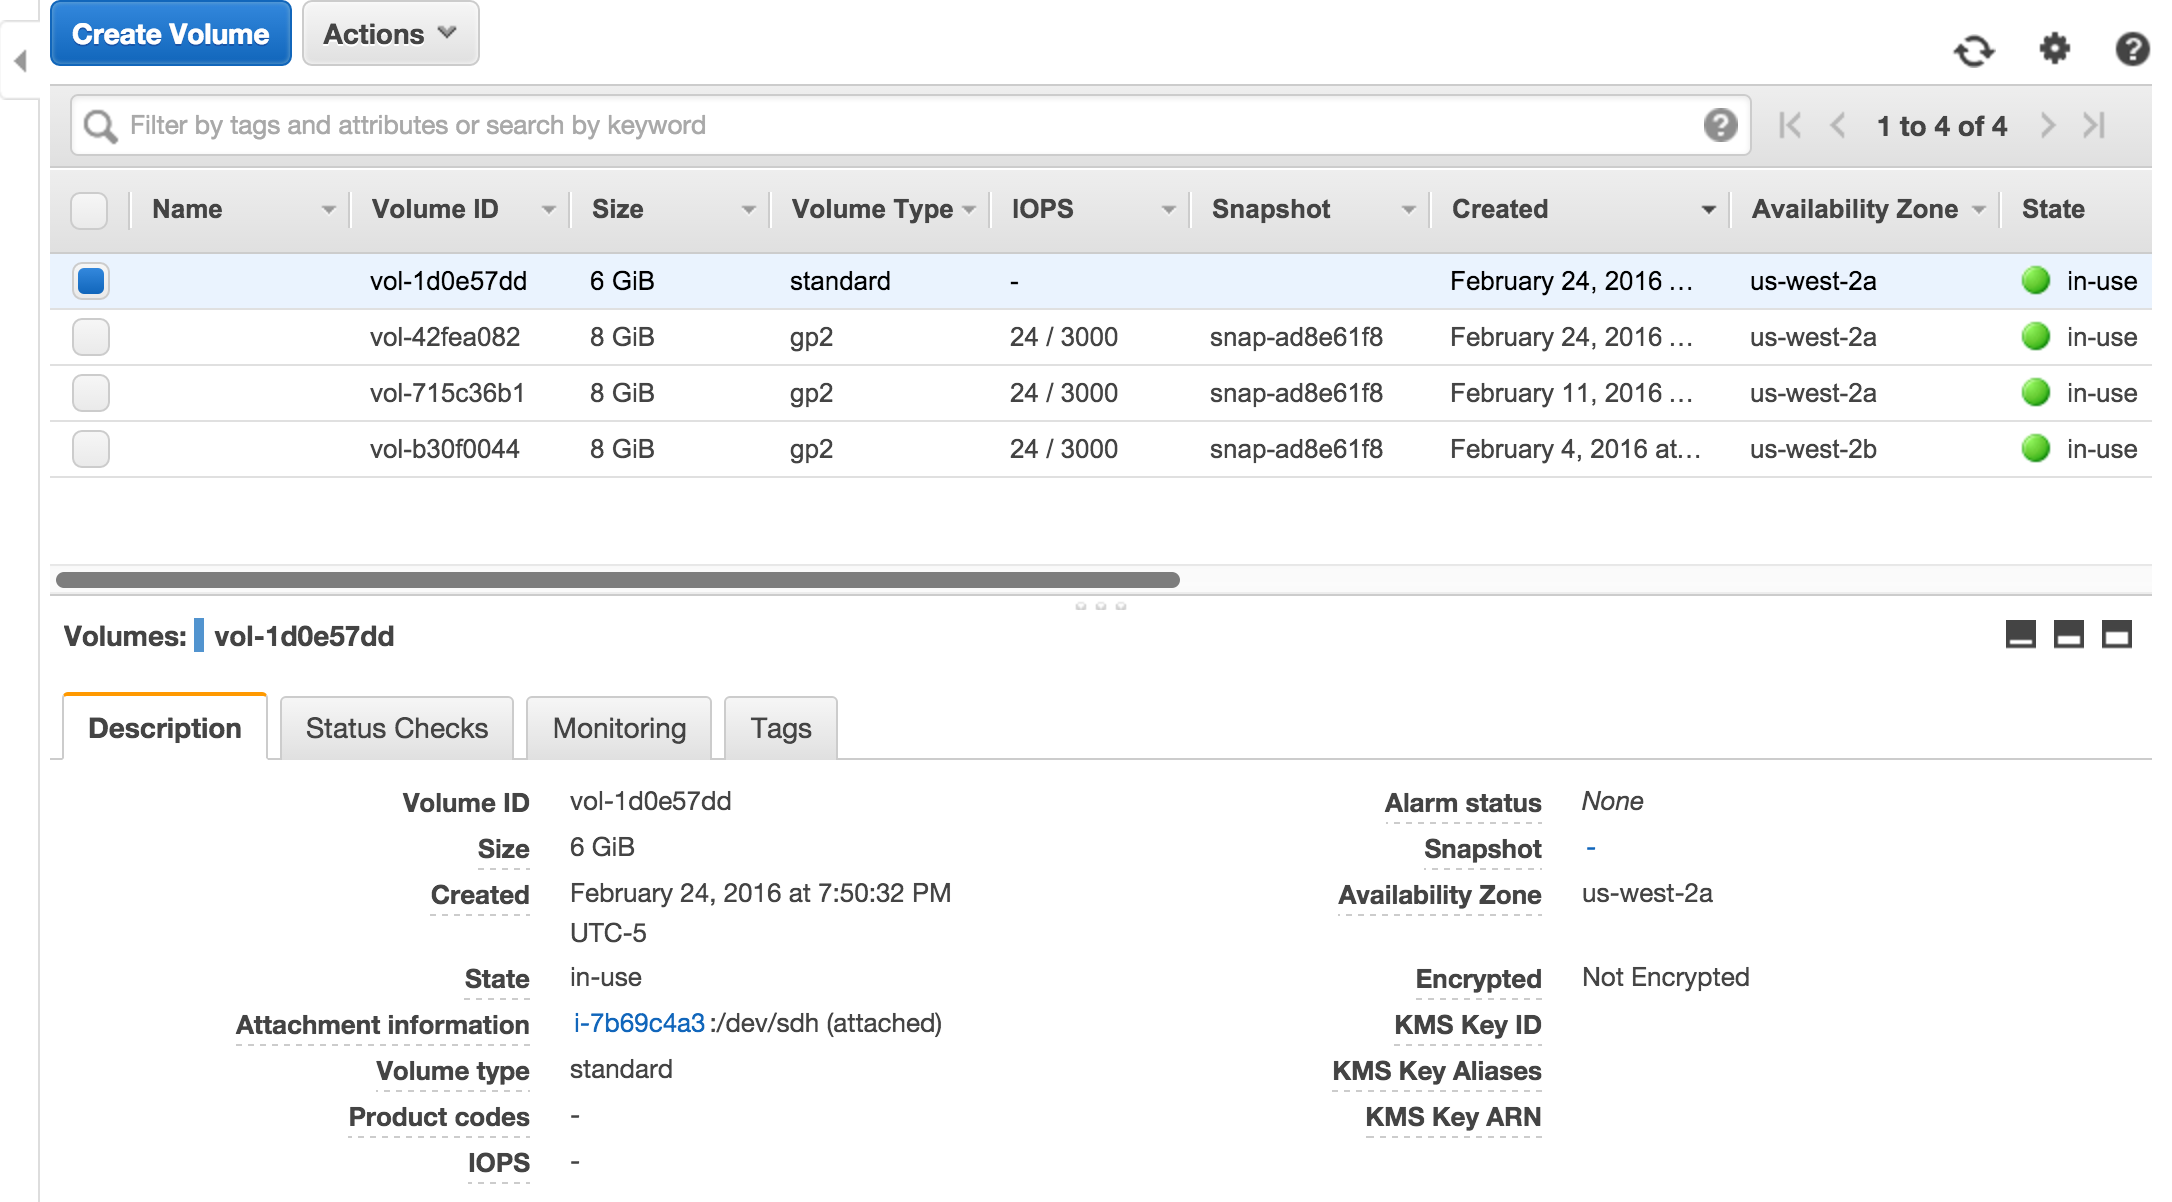 Create Volume Actions
Filter by tags and attributes or search by keyword 1 to 4 of 4
Name Volume ID Size Volume Type IOPS Snapshot Created Availability Zone State
vol-1d0e57dd 6 GiB standard - February 24, 2016 ... us-west-2a in-use
vol-42fea082 8 GiB gp2 24 / 3000 snap-ad8e61f8 February 24, 2016 ... us-west-2a in-use
vol-715c36b1 8 GiB gp2 24 / 3000 snap-ad8e61f8 February 11, 2016 ... us-west-2a in-use
vol-b30f0044 8 GiB gp2 24 / 3000 snap-ad8e61f8 February 4, 2016 at... us-west-2b in-use
Volumes: vol-1d0e57dd
Description Status Checks Monitoring Tags
Volume ID vol-1d0e57dd Alarm status None
Size 6 GiB Snapshot -
Created February 24, 2016 at 7:50:32 PM Availability Zone us-west-2a
UTC-5
State in-use Encrypted Not Encrypted
Attachment information i-7b69c4a3:/dev/sdh (attached) KMS Key ID
Volume type standard KMS Key Aliases
Product codes - KMS Key ARN
IOPS -